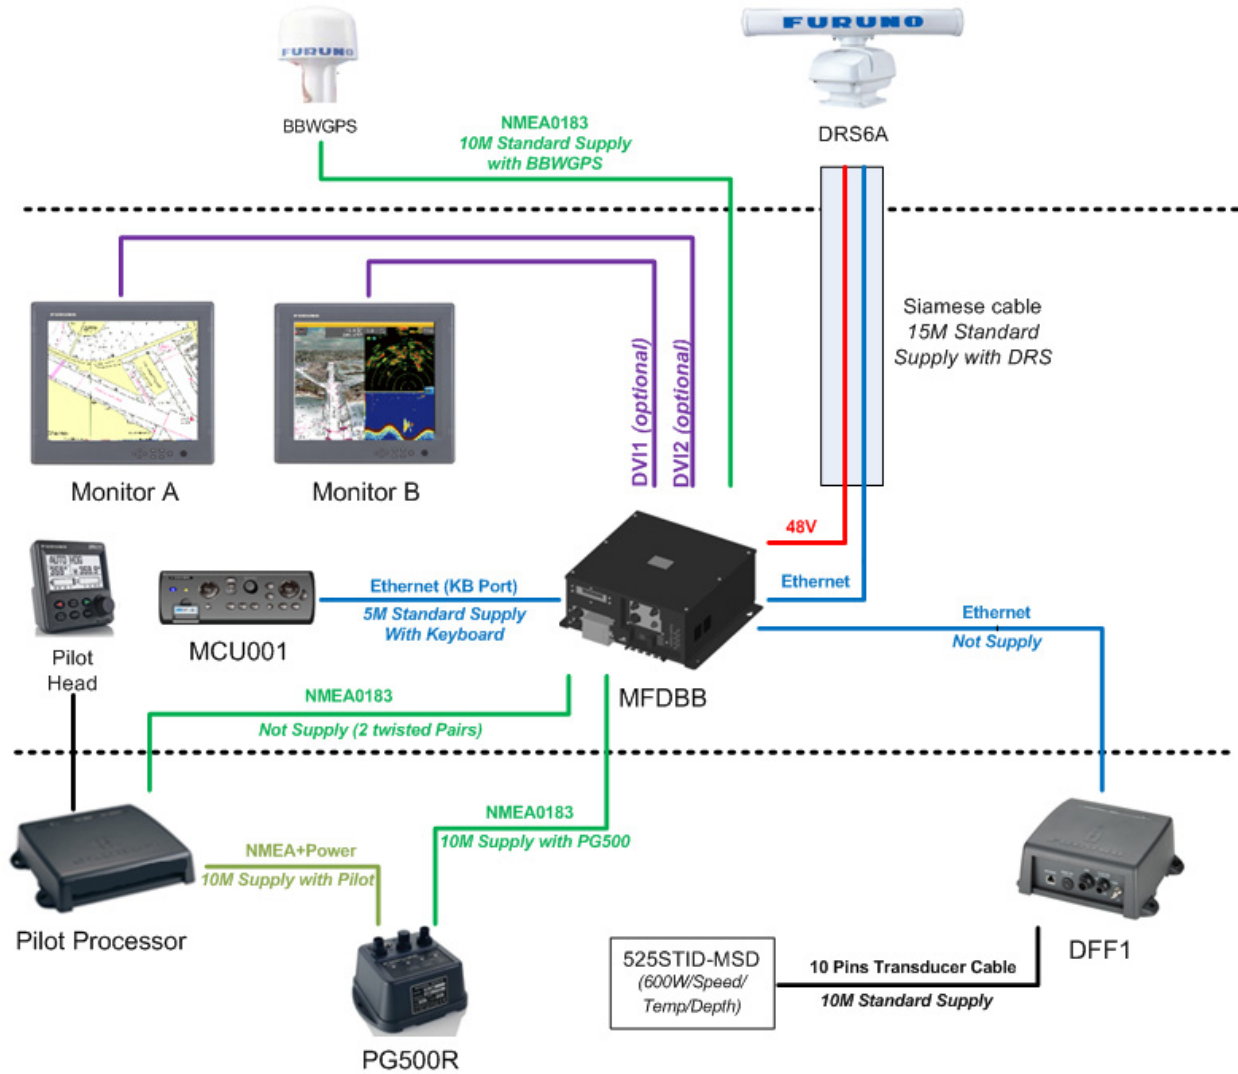 FURUNO
FURUNO
BBWGPS
NMEA0183
10M Standard Supply
with BBWGPS
DRS6A
Siamese cable
15M Standard
Supply with DRS
DVI1 (optional)
DVI2 (optional)
Monitor A
Monitor B
48V
Ethernet
Ethernet (KB Port)
5M Standard Supply
With Keyboard
Ethernet
Not Supply
AUTO HDG
MCU001
Pilot
Head
MFDBB
NMEA0183
Not Supply (2 twisted Pairs)
NMEA0183
10M Supply with PG500
NMEA+Power
10M Supply with Pilot
Pilot Processor
PG500R
525STID-MSD
(600W/Speed/
Temp/Depth)
10 Pins Transducer Cable
10M Standard Supply
DFF1